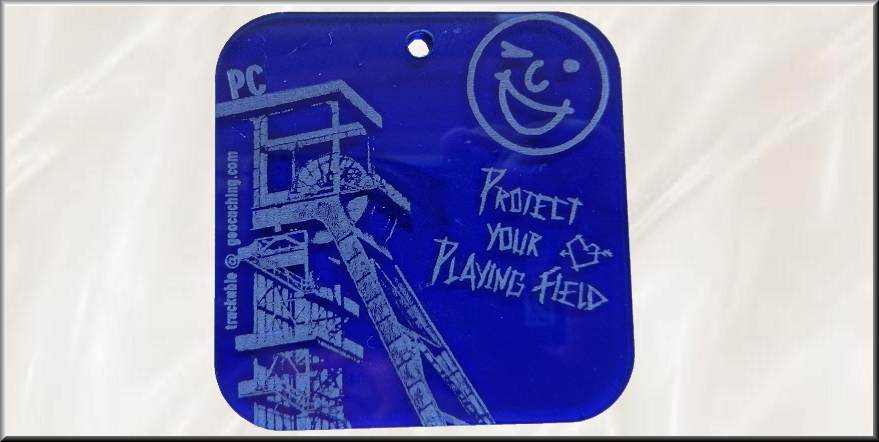 PC
trackable @ geocaching.com
PROTECT
YOUR
PLAYING FIELD